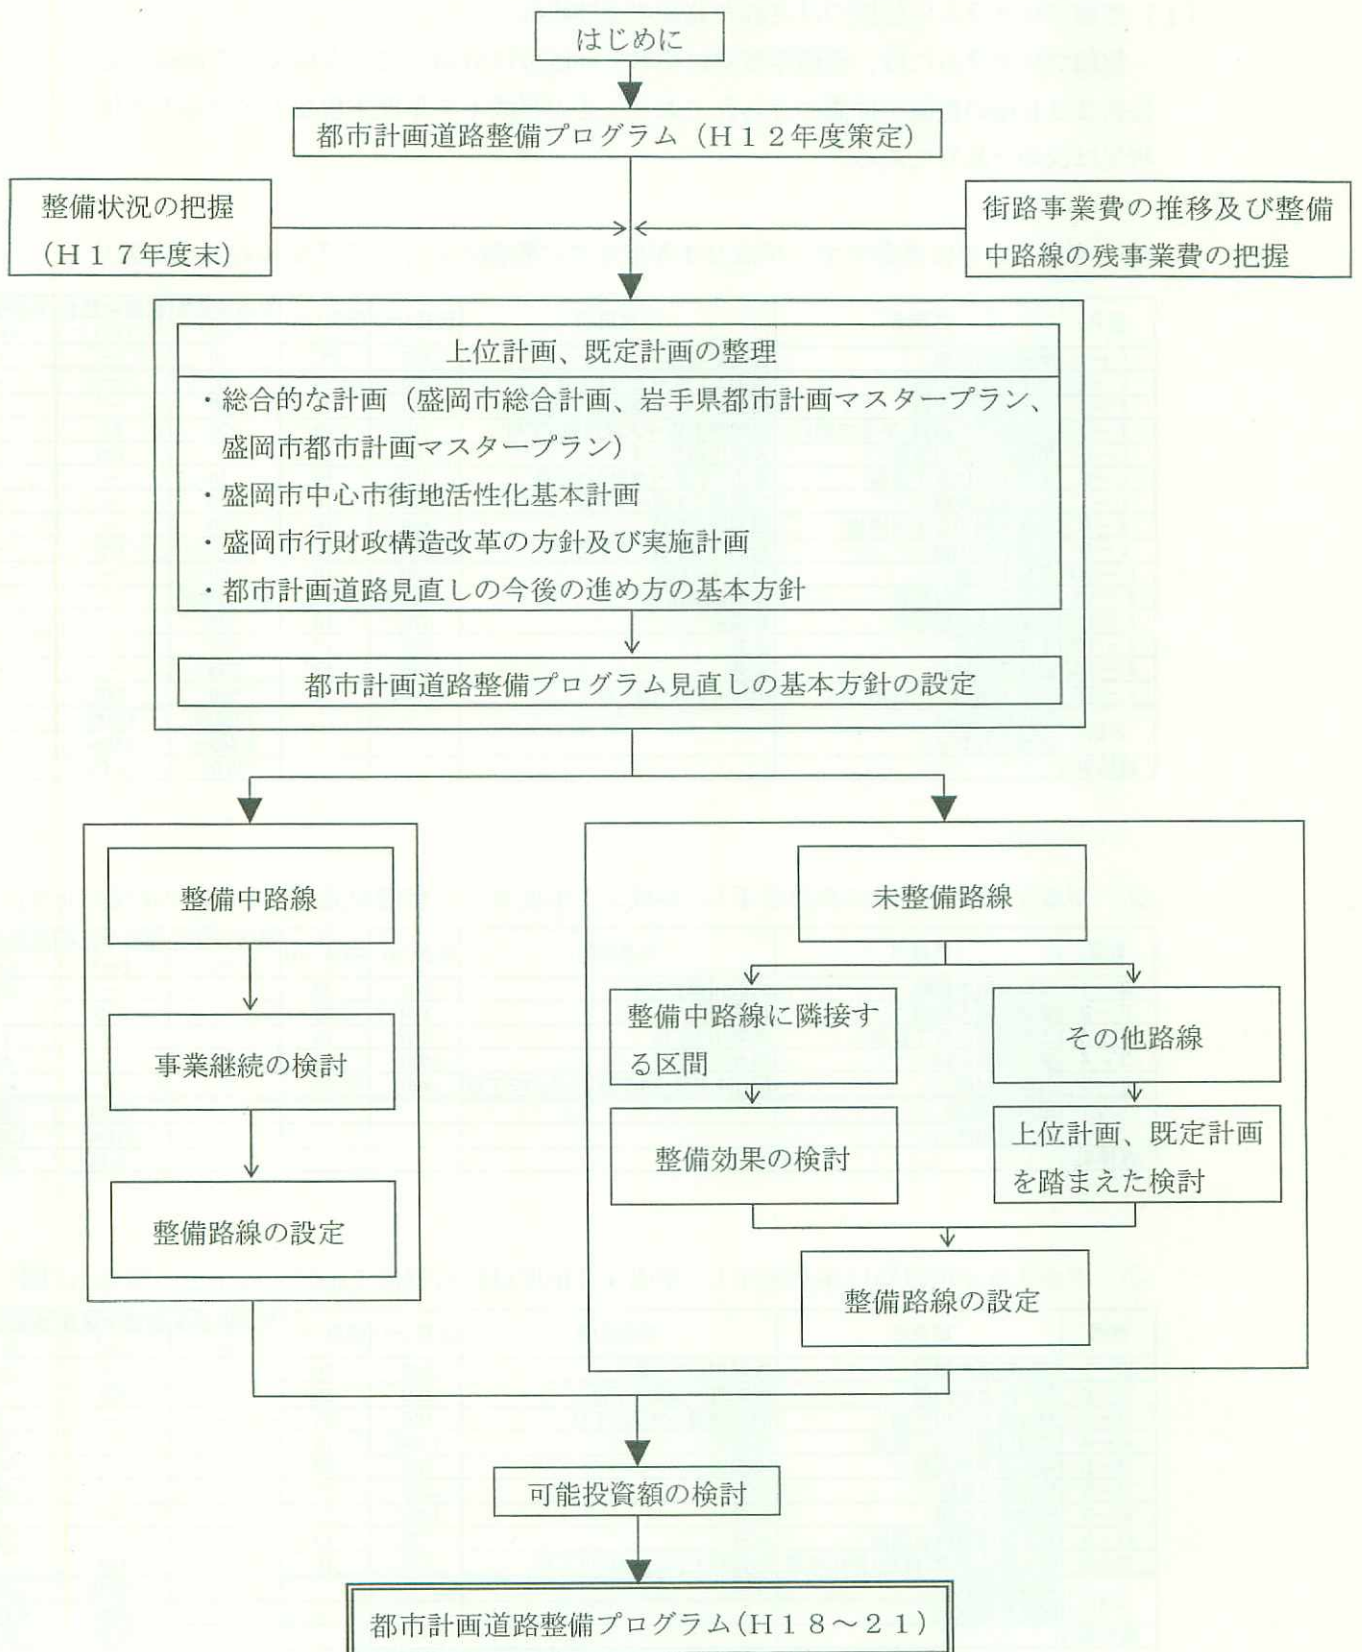 はじめに
都市計画道路整備プログラム（Ｈ１２年度策定）
整備状況の把握
（Ｈ１７年度末）
街路事業費の推移及び整備
中路線の残事業費の把握
上位計画、既定計画の整理
・総合的な計画（盛岡市総合計画、岩手県都市計画マスタープラン、
盛岡市都市計画マスタープラン）
・盛岡市中心市街地活性化基本計画
・盛岡市行財政構造改革の方針及び実施計画
・都市計画道路見直しの今後の進め方の基本方針
都市計画道路整備プログラム見直しの基本方針の設定
整備中路線
事業継続の検討
整備路線の設定
未整備路線
整備中路線に隣接す
る区間
その他路線
整備効果の検討
上位計画、既定計画
を踏まえた検討
整備路線の設定
可能投資額の検討
都市計画道路整備プログラム(Ｈ１８～２１)